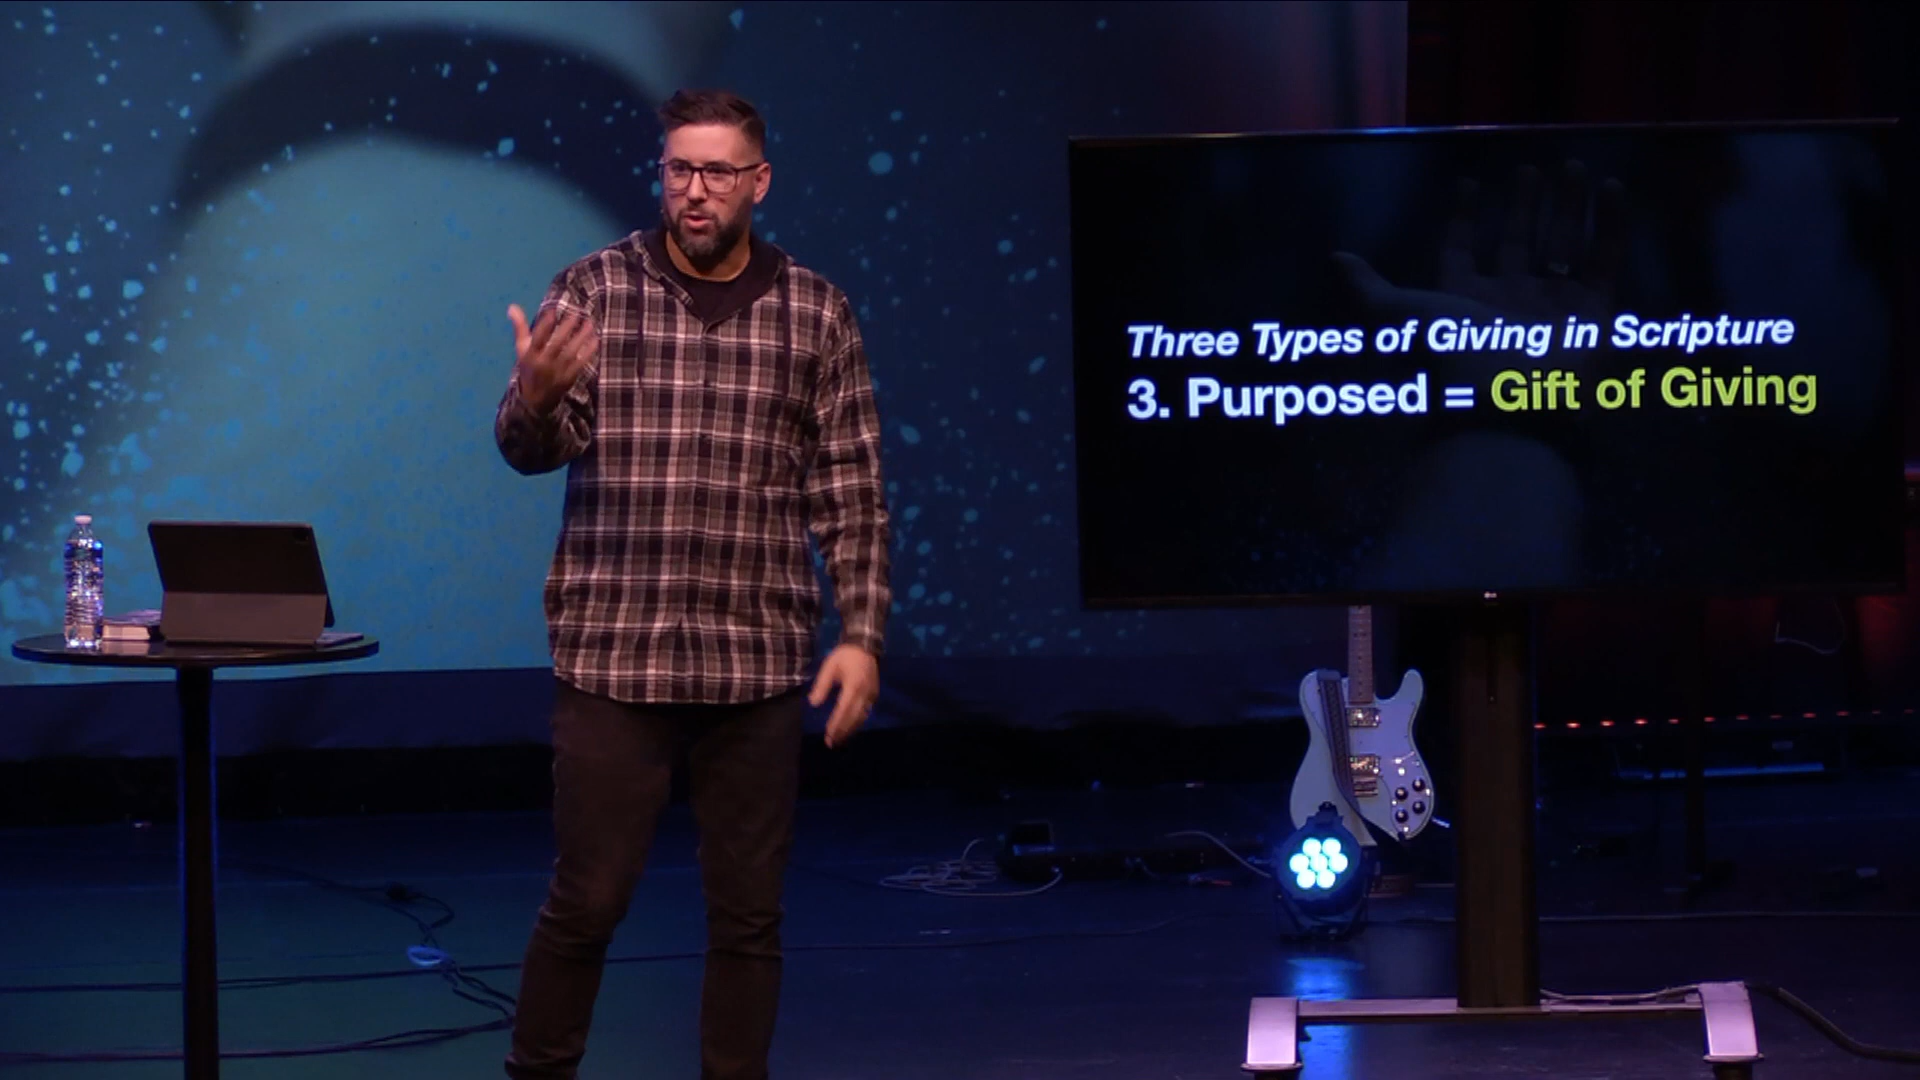 Three Types of Giving in Scripture
3. Purposed = Gift of Giving